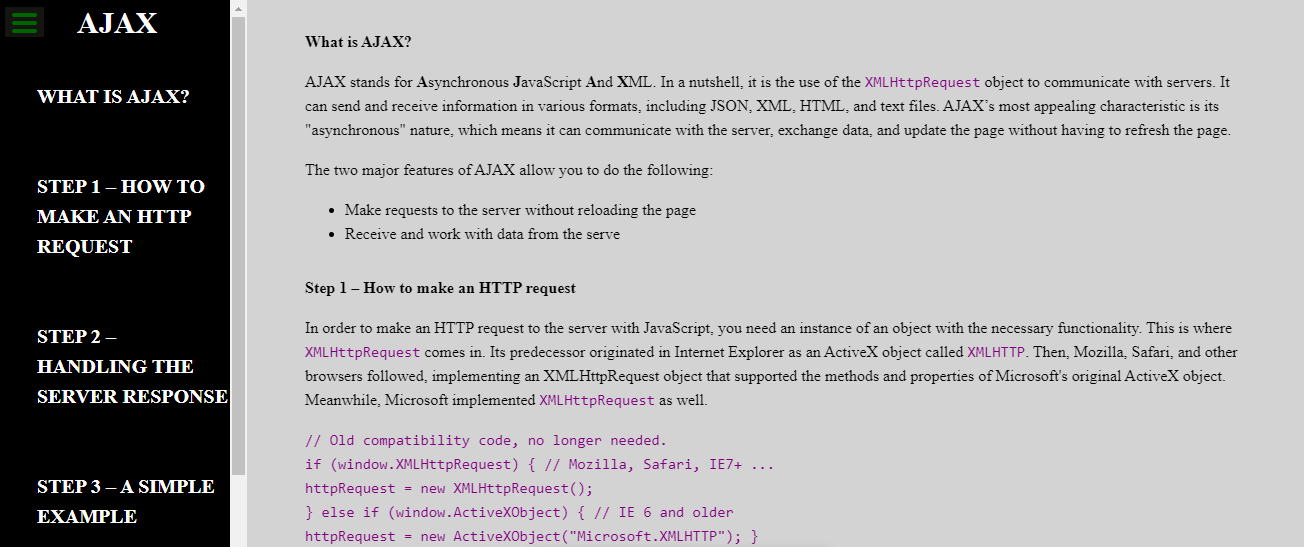 AJAX
WHAT IS AJAX?
STEP 1 – HOW TO
MAKE AN HTTP
REQUEST
STEP 2 –
HANDLING THE
SERVER RESPONSE
STEP 3 – A SIMPLE
EXAMPLE
What is AJAX?
AJAX stands for Asynchronous JavaScript And XML. In a nutshell, it is the use of the XMLHttpRequest object to communicate with servers. It
can send and receive information in various formats, including JSON, XML, HTML, and text files. AJAX’s most appealing characteristic is its
"asynchronous" nature, which means it can communicate with the server, exchange data, and update the page without having to refresh the page.
The two major features of AJAX allow you to do the following:
• Make requests to the server without reloading the page
• Receive and work with data from the serve
Step 1 – How to make an HTTP request
In order to make an HTTP request to the server with JavaScript, you need an instance of an object with the necessary functionality. This is where
XMLHttpRequest comes in. Its predecessor originated in Internet Explorer as an ActiveX object called XMLHTTP. Then, Mozilla, Safari, and other
browsers followed, implementing an XMLHttpRequest object that supported the methods and properties of Microsoft's original ActiveX object.
Meanwhile, Microsoft implemented XMLHttpRequest as well.
// Old compatibility code, no longer needed.
if (window.XMLHttpRequest) { // Mozilla, Safari, IE7+ ...
httpRequest = new XMLHttpRequest();
} else if (window.ActiveXObject) { // IE 6 and older
httpRequest = new ActiveXObject("Microsoft.XMLHTTP"); }